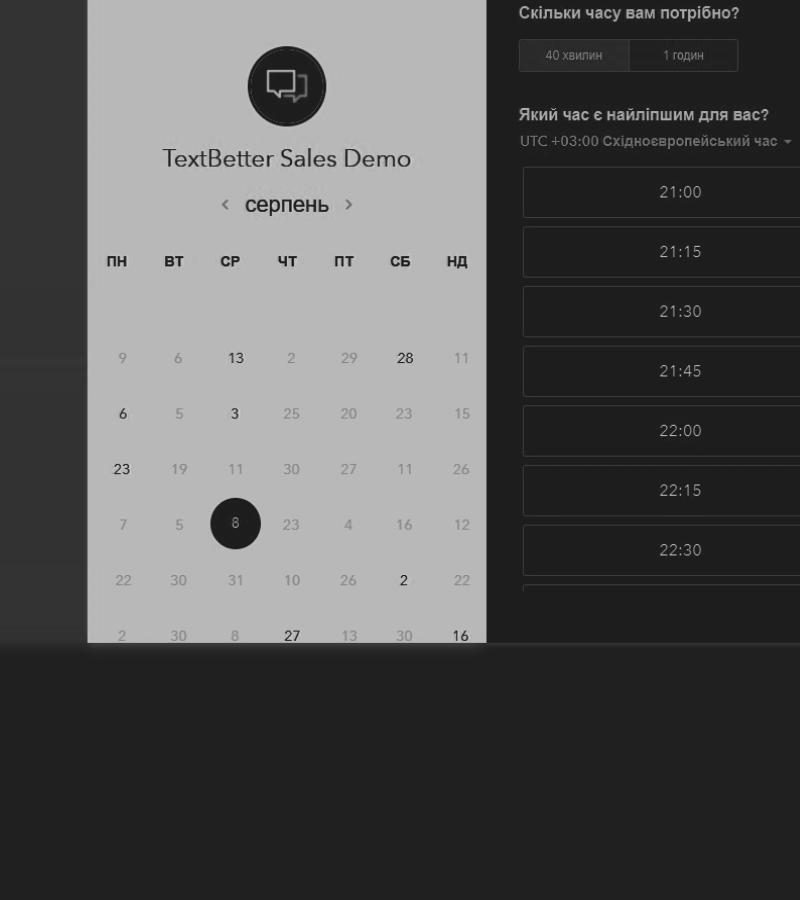 TextBetter Sales Demo
серпень
ПН ВТ СР ЧТ ПТ СБ НД
9 6 13 2 29 28 11
6 5 3 25 20 23 15
23 19 11 30 27 11 26
7 5 8 23 4 16 12
22 30 31 10 26 2 22
2 30 8 27 13 30 16
Скільки часу вам потрібно?
40 хвилин 1 годин
Який час є найліпшим для вас?
UTC +03:00 Східноєвропейський час
21:00
21:15
21:30
21:45
22:00
22:15
22:30